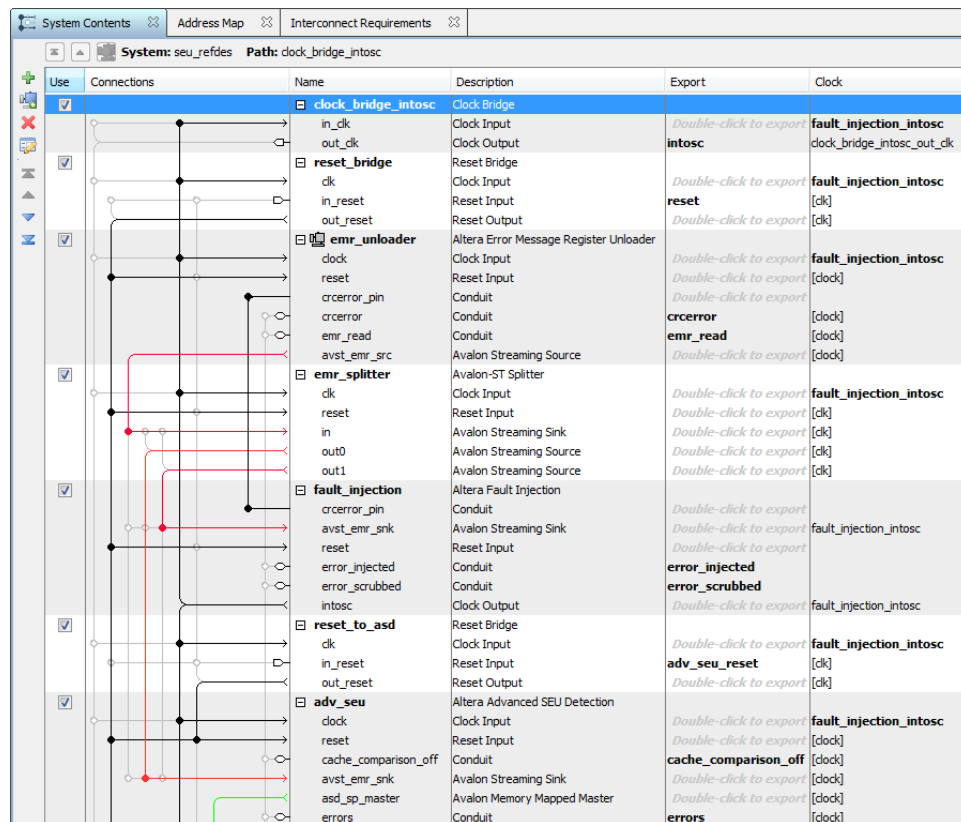 System Contents Address Map Interconnect Requirements
System: seu_refdes Path: clock_bridge_intosc
Use Connections Name Description Export Clock
clock_bridge_intosc Clock Bridge
in_clk Clock Input Double-click to export fault_injection_intosc
out_clk Clock Output intosc clock_bridge_intosc_out_clk
reset_bridge Reset Bridge
clk Clock Input Double-click to export fault_injection_intosc
in_reset Reset Input reset [clk]
out_reset Reset Output Double-click to export [clk]
emr_unloader Altera Error Message Register Unloader
clock Clock Input Double-click to export fault_injection_intosc
reset Reset Input Double-click to export [clock]
crcerror_pin Conduit Double-click to export
crcerror Conduit crcerror [clock]
emr_read Conduit emr_read [clock]
avst_emr_src Avalon Streaming Source Double-click to export [clock]
emr_splitter Avalon-ST Splitter
clk Clock Input Double-click to export fault_injection_intosc
reset Reset Input Double-click to export [clk]
in Avalon Streaming Sink Double-click to export [clk]
out0 Avalon Streaming Source Double-click to export [clk]
out1 Avalon Streaming Source Double-click to export [clk]
fault_injection Altera Fault Injection
crcerror_pin Conduit Double-click to export
avst_emr_snk Avalon Streaming Sink Double-click to export fault_injection_intosc
reset Reset Input Double-click to export
error_injected Conduit error_injected
error_scrubbed Conduit error_scrubbed
intosc Clock Output Double-click to export fault_injection_intosc
reset_to_asd Reset Bridge
clk Clock Input Double-click to export fault_injection_intosc
in_reset Reset Input adv_seu_reset [clk]
out_reset Reset Output Double-click to export [clk]
adv_seu Altera Advanced SEU Detection
clock Clock Input Double-click to export fault_injection_intosc
reset Reset Input Double-click to export [clock]
cache_comparison_off Conduit cache_comparison_off [clock]
avst_emr_snk Avalon Streaming Sink Double-click to export [clock]
asd_sp_master Avalon Memory Mapped Master Double-click to export [clock]
errors Conduit errors [clock]